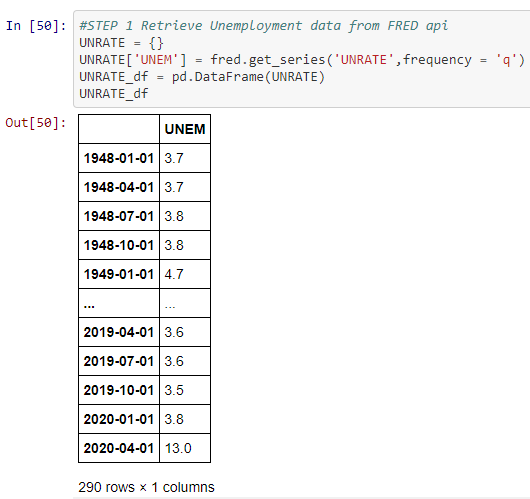 In [50]: #STEP 1 Retrieve Unemployment data from FRED api
UNRATE = {}
UNRATE['UNEM'] = fred.get_series('UNRATE',frequency = 'q')
UNRATE_df = pd.DataFrame(UNRATE)
UNRATE_df
Out[50]:
UNEM
1948-01-01 3.7
1948-04-01 3.7
1948-07-01 3.8
1948-10-01 3.8
1949-01-01 4.7
... ...
2019-04-01 3.6
2019-07-01 3.6
2019-10-01 3.5
2020-01-01 3.8
2020-04-01 13.0
290 rows × 1 columns